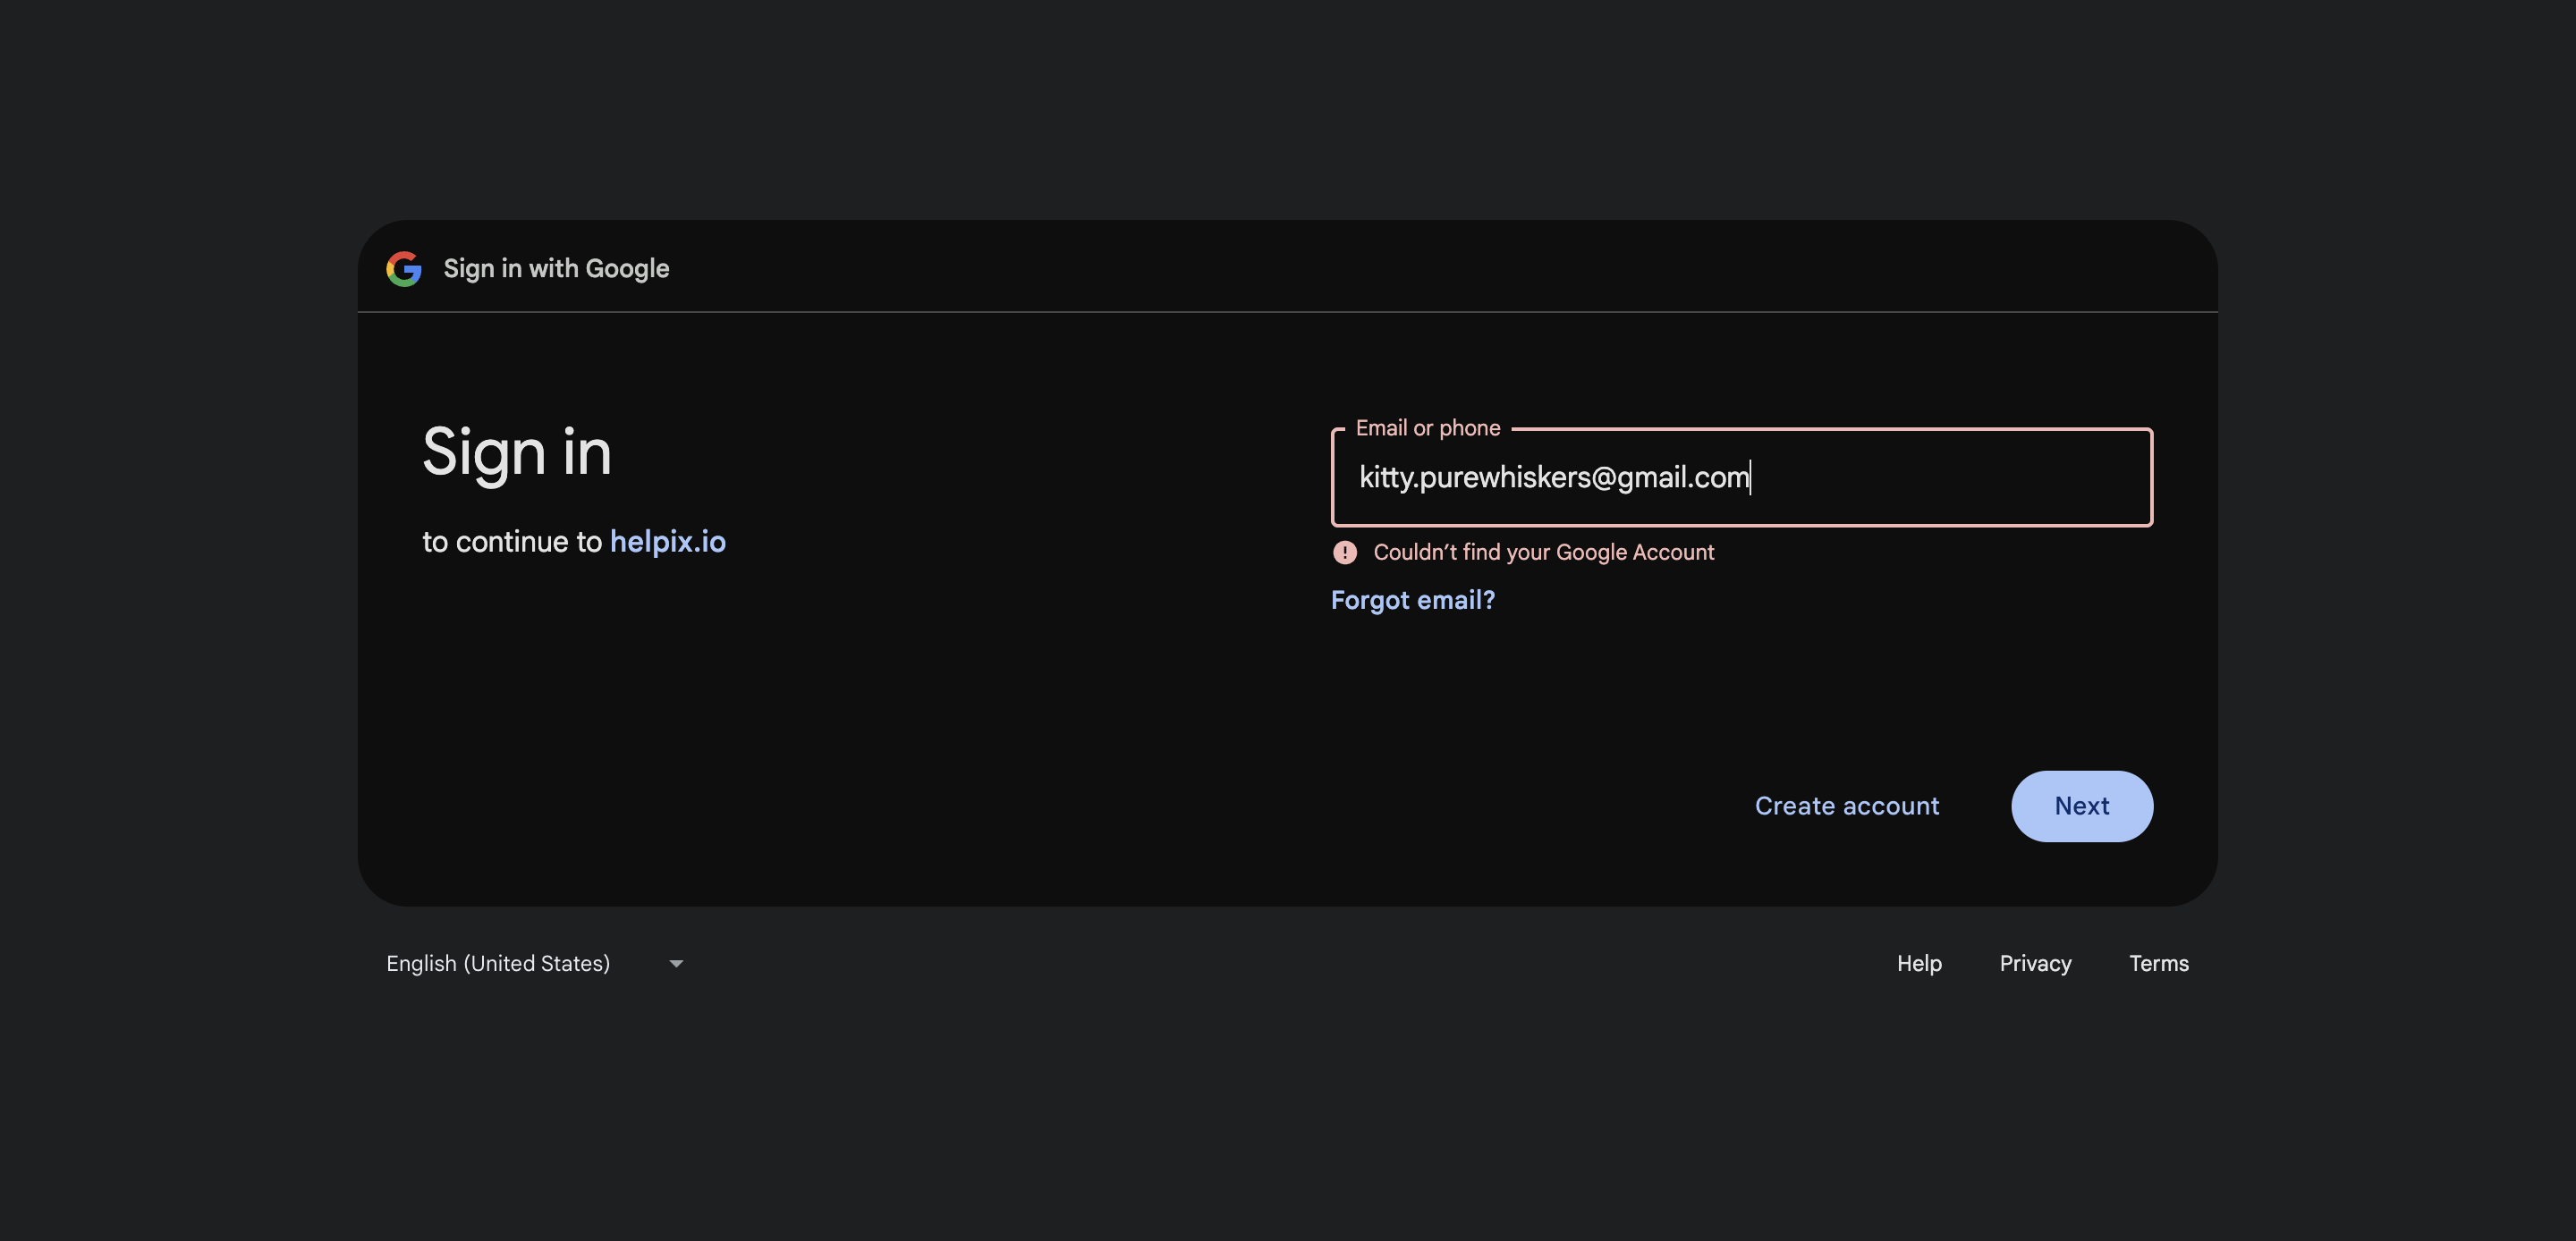 Sign in with Google
Sign in
to continue to helpix.io
Email or phone
kitty.purewhiskers@gmail.com
Couldn’t find your Google Account
Forgot email?
Create account
Next
English (United States)
Help
Privacy
Terms